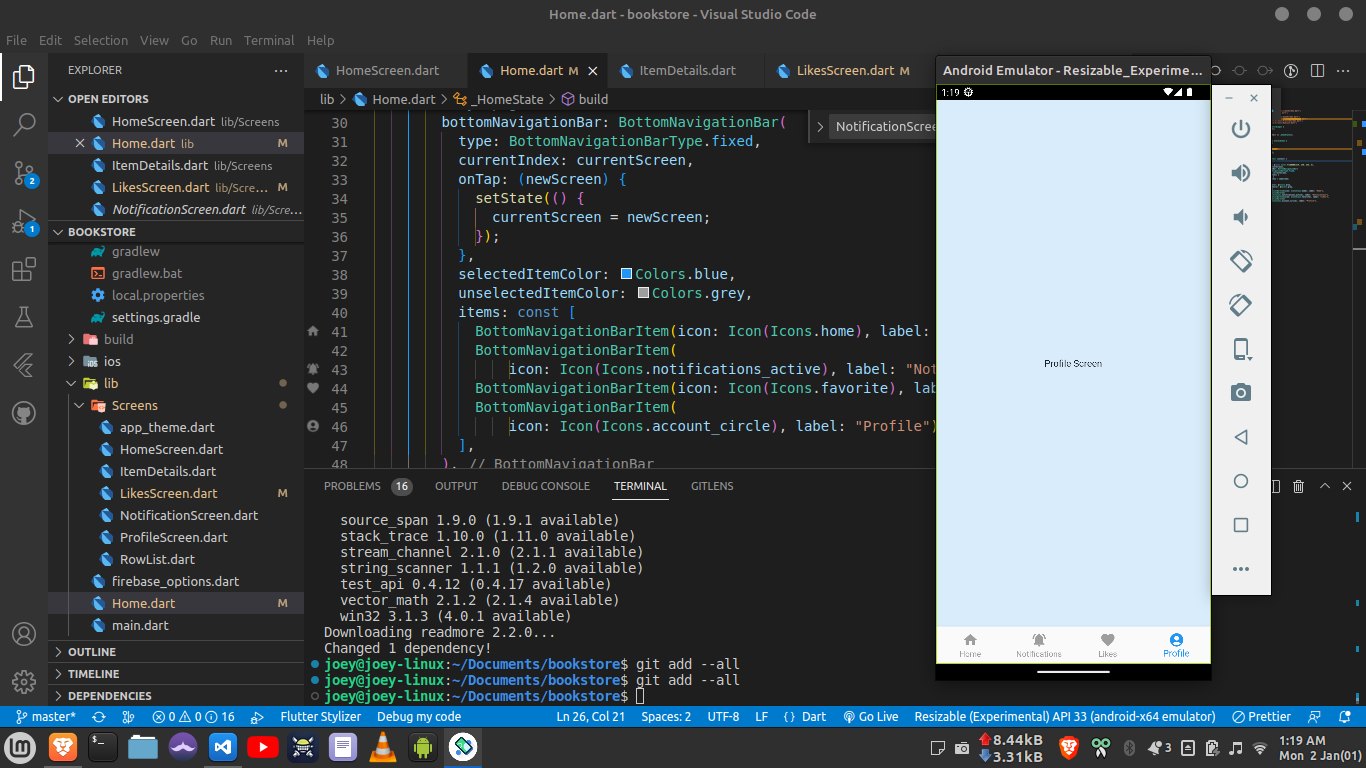 Home.dart - bookstore - Visual Studio Code
File Edit Selection View Go Run Terminal Help
EXPLORER
OPEN EDITORS
HomeScreen.dart lib/Screens
Home.dart lib M
ItemDetails.dart lib/Screens
LikesScreen.dart lib/Scre... M
NotificationScreen.dart lib/Scre...
BOOKSTORE
gradlew
gradlew.bat
local.properties
settings.gradle
build
ios
lib
Screens
app_theme.dart
HomeScreen.dart
ItemDetails.dart
LikesScreen.dart M
NotificationScreen.dart
ProfileScreen.dart
RowList.dart
firebase_options.dart
Home.dart M
main.dart
OUTLINE
TIMELINE
DEPENDENCIES
2
1
HomeScreen.dart Home.dart M ItemDetails.dart LikesScreen.dart M
lib > Home.dart > _HomeState > build
NotificationScree
30 bottomNavigationBar: BottomNavigationBar(
31 type: BottomNavigationBarType.fixed,
32 currentIndex: currentScreen,
33 onTap: (newScreen) {
34 setState(() {
35 currentScreen = newScreen;
36 });
37 },
38 selectedItemColor: Colors.blue,
39 unselectedItemColor: Colors.grey,
40 items: const [
41 BottomNavigationBarItem(icon: Icon(Icons.home), label:
42 BottomNavigationBarItem(
43 icon: Icon(Icons.notifications_active), label: "Not
44 BottomNavigationBarItem(icon: Icon(Icons.favorite), lab
45 BottomNavigationBarItem(
46 icon: Icon(Icons.account_circle), label: "Profile")
47 ],
48 ), // BottomNavigationBar
PROBLEMS 16 OUTPUT DEBUG CONSOLE TERMINAL GITLENS
source_span 1.9.0 (1.9.1 available)
stack_trace 1.10.0 (1.11.0 available)
stream_channel 2.1.0 (2.1.1 available)
string_scanner 1.1.1 (1.2.0 available)
test_api 0.4.12 (0.4.17 available)
vector_math 2.1.2 (2.1.4 available)
win32 3.1.3 (4.0.1 available)
Downloading readmore 2.2.0...
Changed 1 dependency!
joey@joey-linux:~/Documents/bookstore$ git add --all
joey@joey-linux:~/Documents/bookstore$ git add --all
joey@joey-linux:~/Documents/bookstore$
Android Emulator - Resizable_Experime...
1:19
Profile Screen
Home Notifications Likes Profile
master* 0 0 16 Flutter Stylizer Debug my code Ln 26, Col 21 Spaces: 2 UTF-8 LF { } Dart Go Live Resizable (Experimental) API 33 (android-x64 emulator) Prettier
8.44kB
3.31kB
3
1:19 AM
Mon 2 Jan(01)